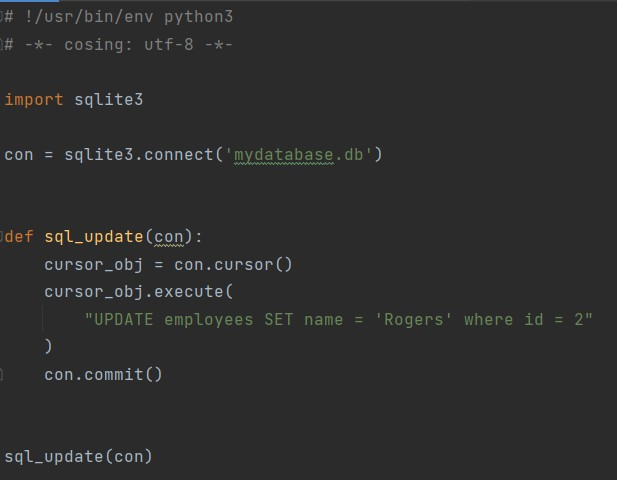 # !/usr/bin/env python3
# -*- cosing: utf-8 -*-
import sqlite3
con = sqlite3.connect('mydatabase.db')
def sql_update(con):
    cursor_obj = con.cursor()
    cursor_obj.execute(
        "UPDATE employees SET name = 'Rogers' where id = 2"
    )
    con.commit()
sql_update(con)